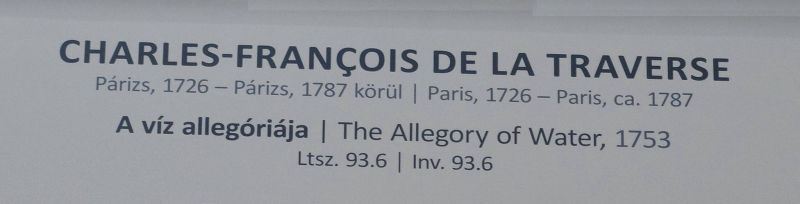 CHARLES-FRANÇOIS DE LA TRAVERSE
Párizs, 1726 – Párizs, 1787 körül | Paris, 1726 – Paris, ca. 1787
A víz allegóriája | The Allegory of Water, 1753
Ltsz. 93.6 | Inv. 93.6